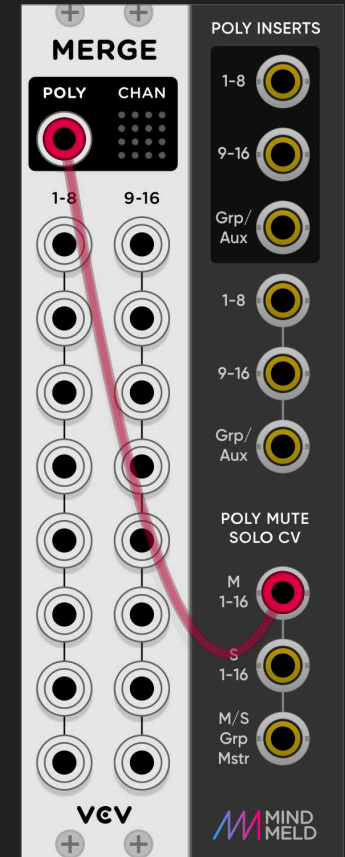 MERGE
POLY CHAN
1-8 9-16
VCV
POLY INSERTS
1-8
9-16
Grp/
Aux
1-8
9-16
Grp/
Aux
POLY MUTE
SOLO CV
M
1-16
S
1-16
M/S
Grp
Mstr
MIND
MELD